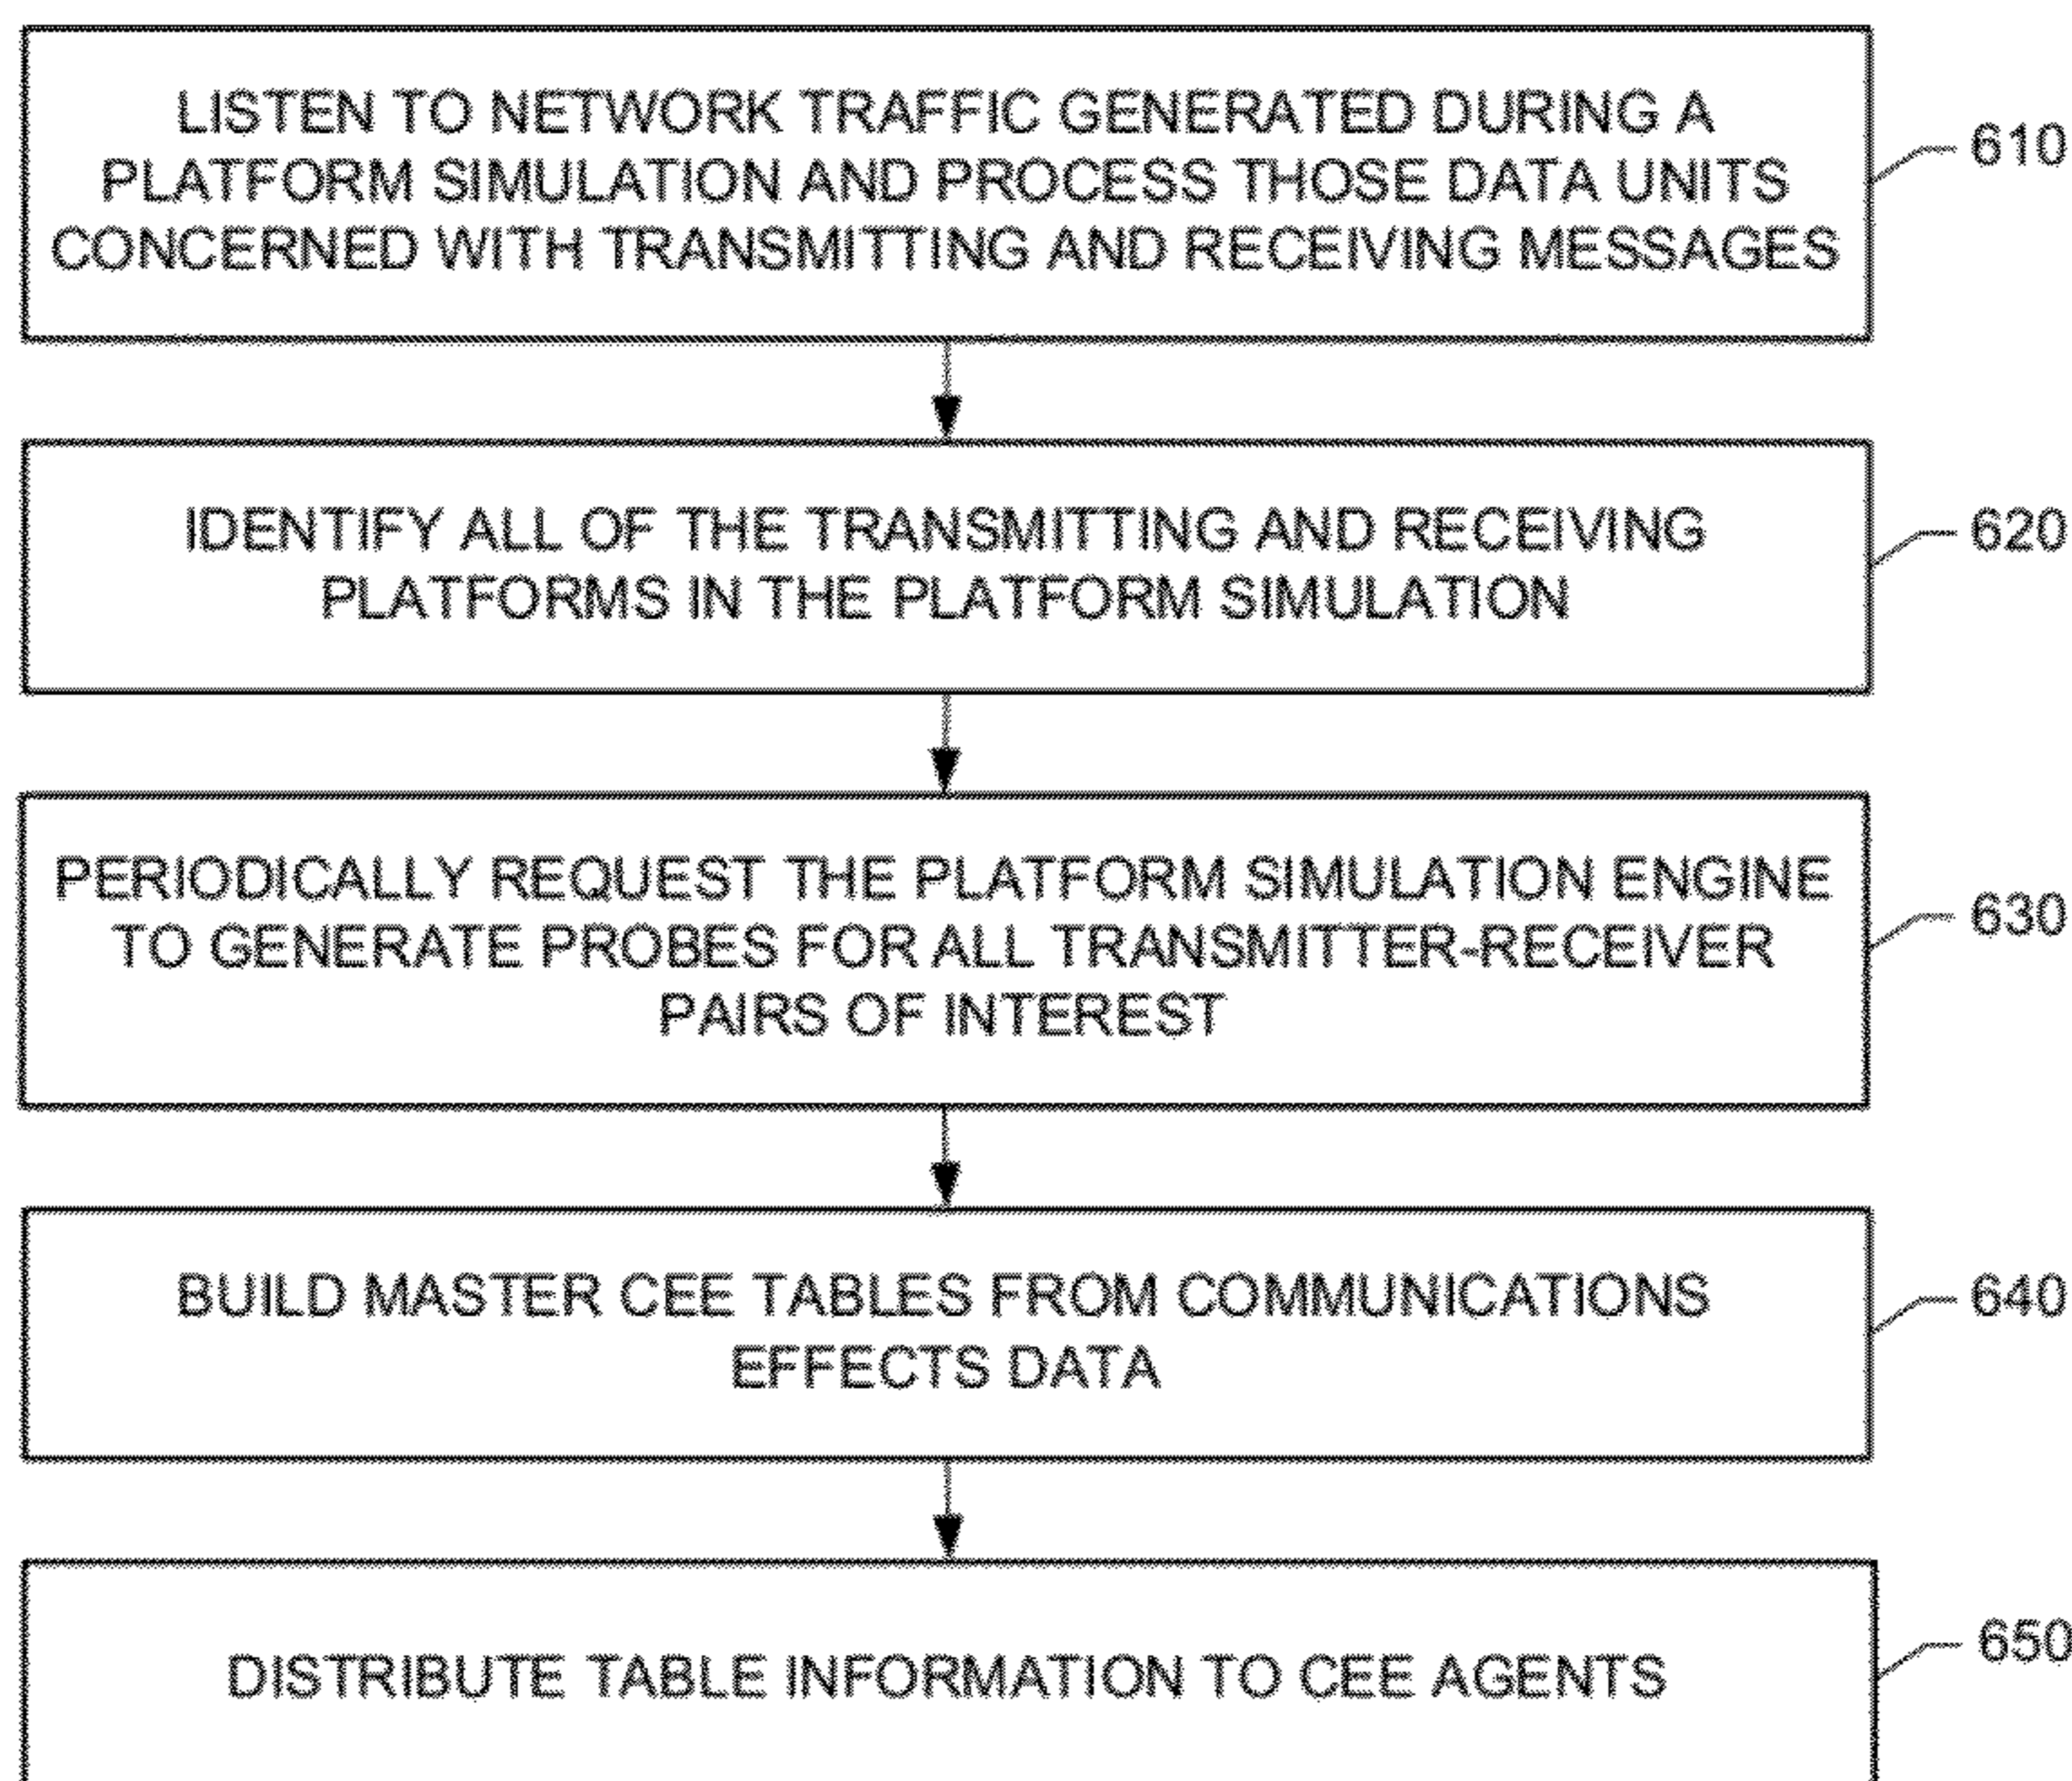 LISTEN TO NETWORK TRAFFIC GENERATED DURING A
PLATFORM SIMULATION AND PROCESS THOSE DATA UNITS
CONCERNED WITH TRANSMITTING AND RECEIVING MESSAGES
610
IDENTIFY ALL OF THE TRANSMITTING AND RECEIVING
PLATFORMS IN THE PLATFORM SIMULATION
620
PERIODICALLY REQUEST THE PLATFORM SIMULATION ENGINE
TO GENERATE PROBES FOR ALL TRANSMITTER-RECEIVER
PAIRS OF INTEREST
630
BUILD MASTER CEE TABLES FROM COMMUNICATIONS
EFFECTS DATA
640
DISTRIBUTE TABLE INFORMATION TO CEE AGENTS
650